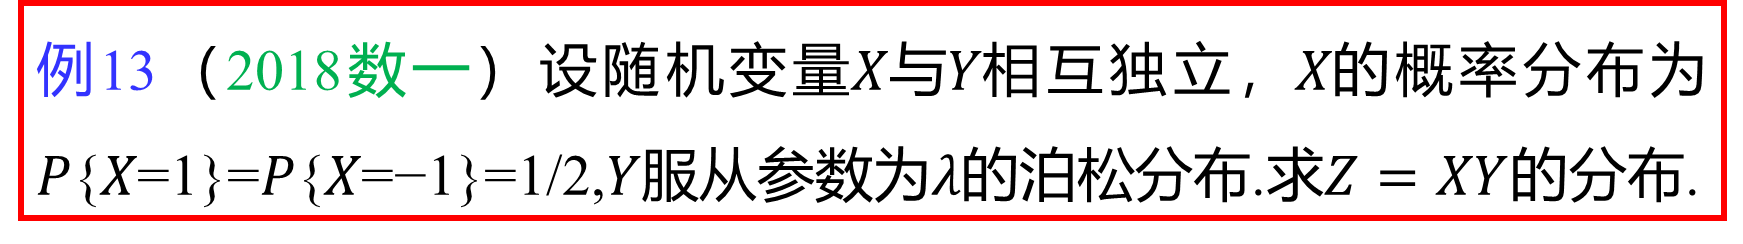 例13（2018数一）设随机变量X与Y相互独立，X的概率分布为
P{X=1}=P{X=−1}=1/2,Y服从参数为λ的泊松分布.求Z = XY的分布.